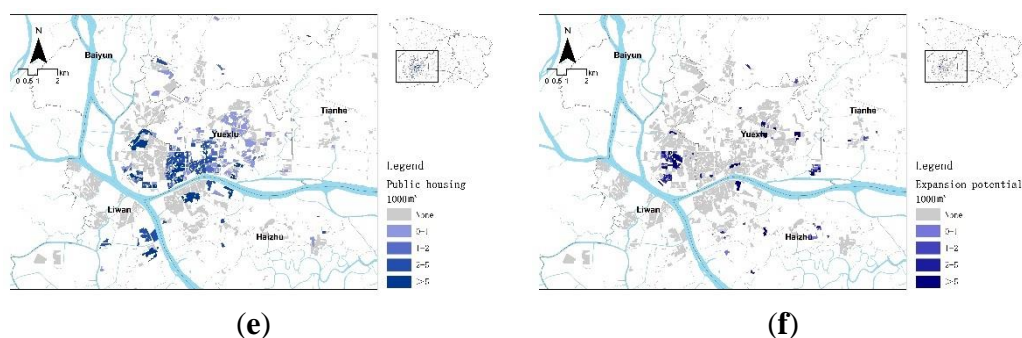 N
Baiyun
0 0.5 1 2
km
Tianhe
Yuexiu
Liwan
Haizhu
Legend
Public housing
1000m²
None
0-1
1-2
2-5
>5
(e)
N
Baiyun
0 0.5 1 2
km
Tianhe
Yuexiu
Liwan
Haizhu
Legend
Expansion potential
1000m²
None
0-1
1-2
2-5
>5
(f)